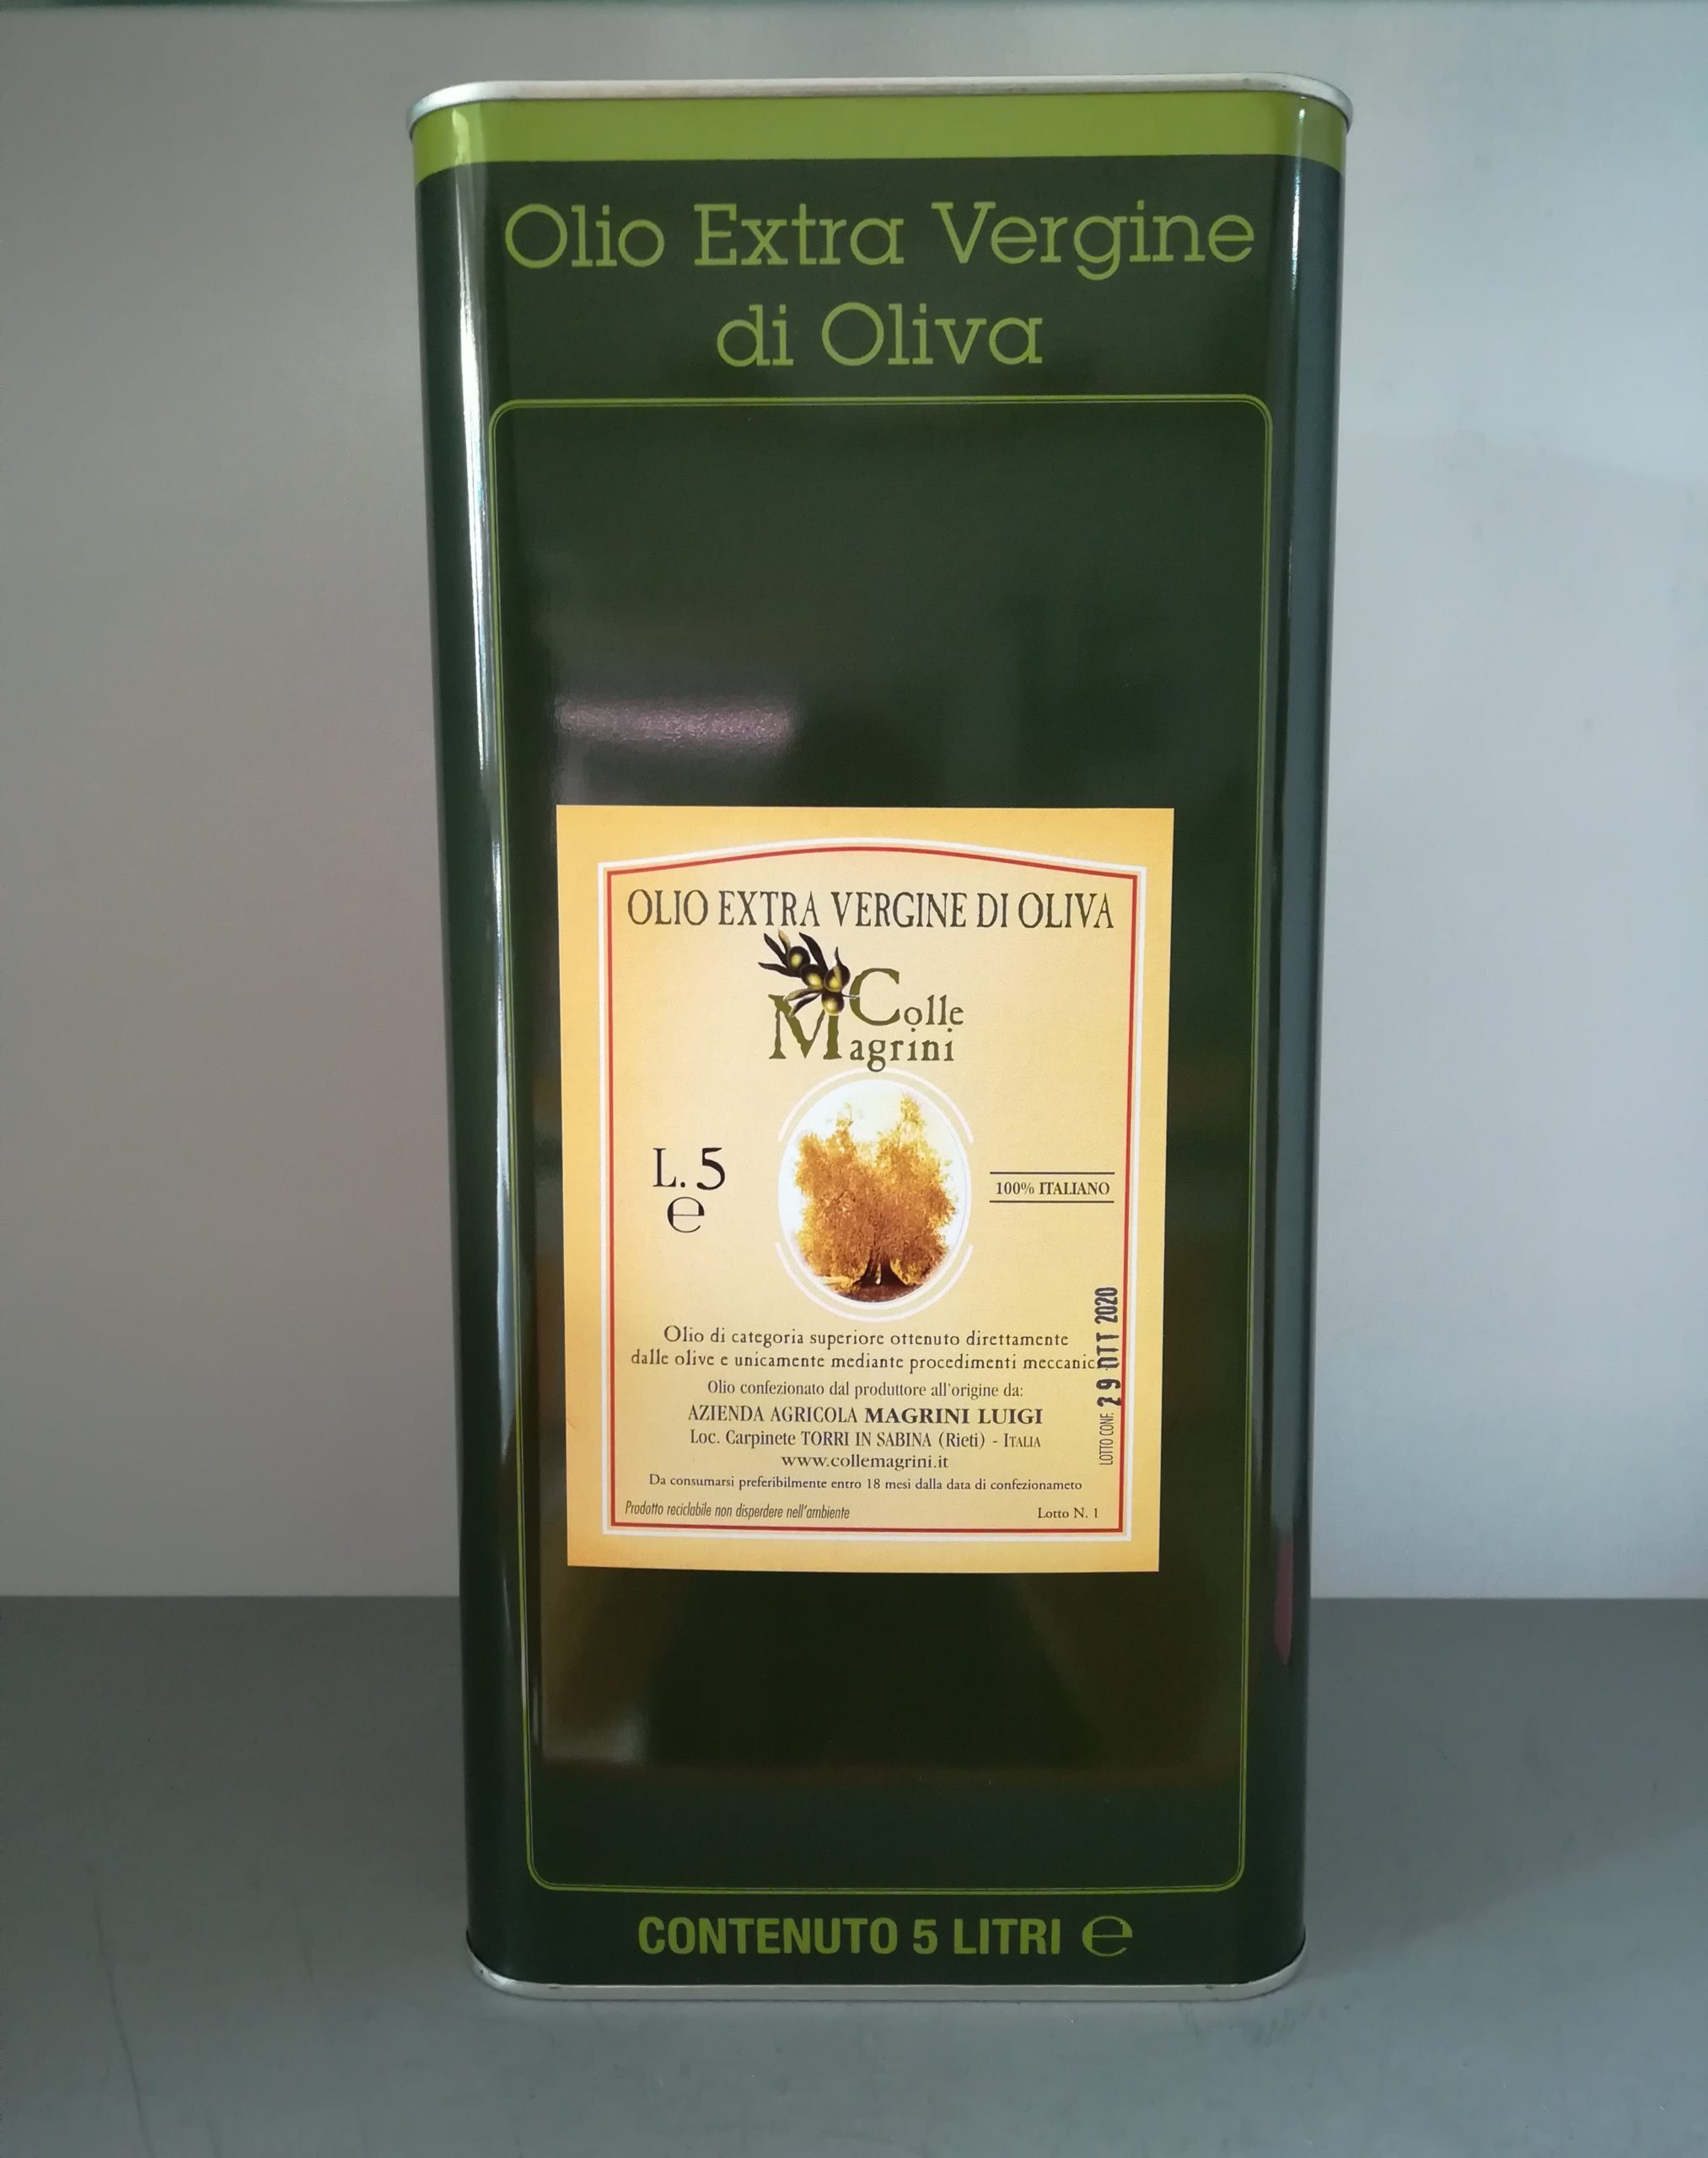 Olio Extra Vergine
di Oliva
OLIO EXTRA VERGINE DI OLIVA
Colle
Magrini
L. 5
e
100% ITALIANO
Olio di categoria superiore ottenuto direttamente
dalle olive e unicamente mediante procedimenti meccanici
Olio confezionato dal produttore all'origine da:
AZIENDA AGRICOLA MAGRINI LUIGI
Loc. Carpinete TORRI IN SABINA (Rieti) - ITALIA
www.collemagrini.it
Da consumarsi preferibilmente entro 18 mesi dalla data di confezionameto
Prodotto reciclabile non disperdere nell'ambiente
Lotto N. 1
LOTTO CONF. 29 OTT 2020
CONTENUTO 5 LITRI e